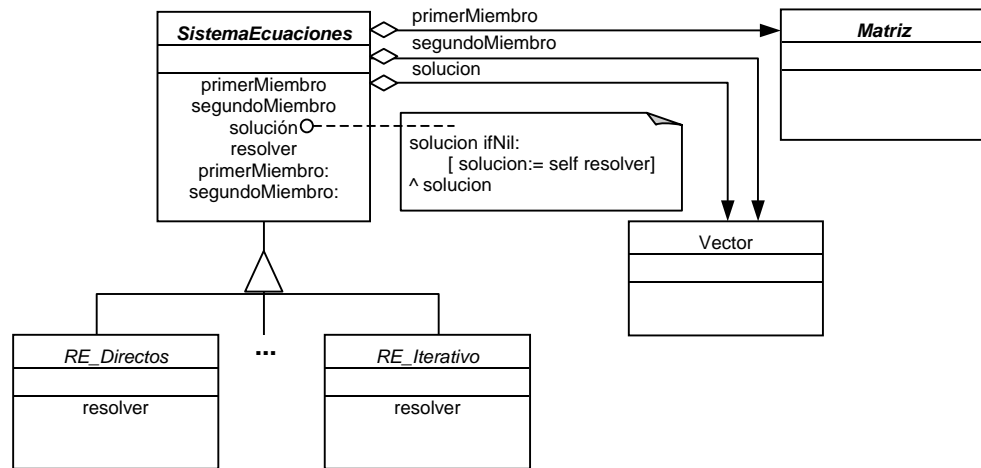 SistemaEcuaciones
primerMiembro
segundoMiembro
solución
resolver
primerMiembro:
segundoMiembro:
primerMiembro
segundoMiembro
solucion
Matriz
solucion ifNil:
[ solucion:= self resolver]
^ solucion
Vector
RE_Directos
resolver
...
RE_Iterativo
resolver